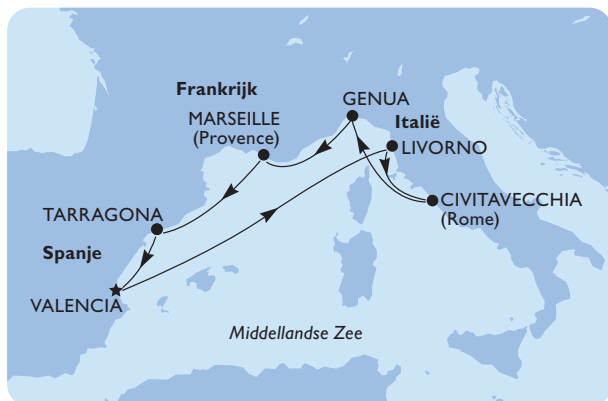 Frankrijk
GENUA
MARSEILLE
(Provence)
Italië
LIVORNO
CIVITAVECCHIA
(Rome)
TARRAGONA
Spanje
VALENCIA
Middellandse Zee